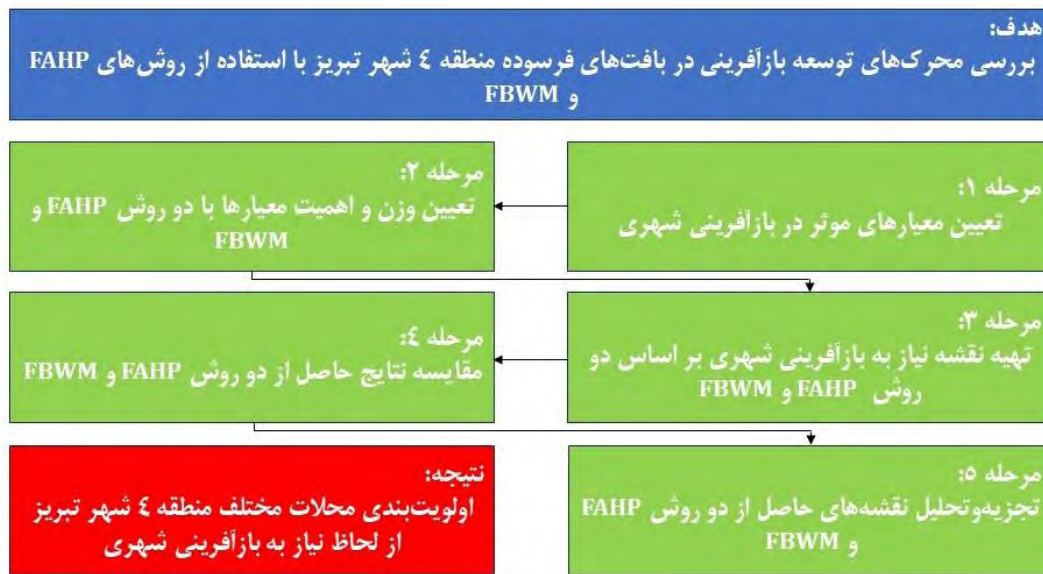 هدف:
بررسی محرک‌های توسعه بازآفرینی در بافت‌های فرسوده منطقه ٤ شهر تبریز با استفاده از روش‌های FAHP
و FBWM
مرحله ۱:
تعیین معیارهای موثر در بازآفرینی شهری
مرحله ۲:
تعیین وزن و اهمیت معیارها با دو روش FAHP و
FBWM
مرحله ۳:
تهیه نقشه نیاز به بازآفرینی شهری بر اساس دو
روش FAHP و FBWM
مرحله ٤:
مقایسه نتایج حاصل از دو روش FAHP و FBWM
مرحله ٥:
تجزیه‌وتحلیل نقشه‌های حاصل از دو روش FAHP
و FBWM
نتیجه:
اولویت‌بندی محلات مختلف منطقه ٤ شهر تبریز
از لحاظ نیاز به بازآفرینی شهری